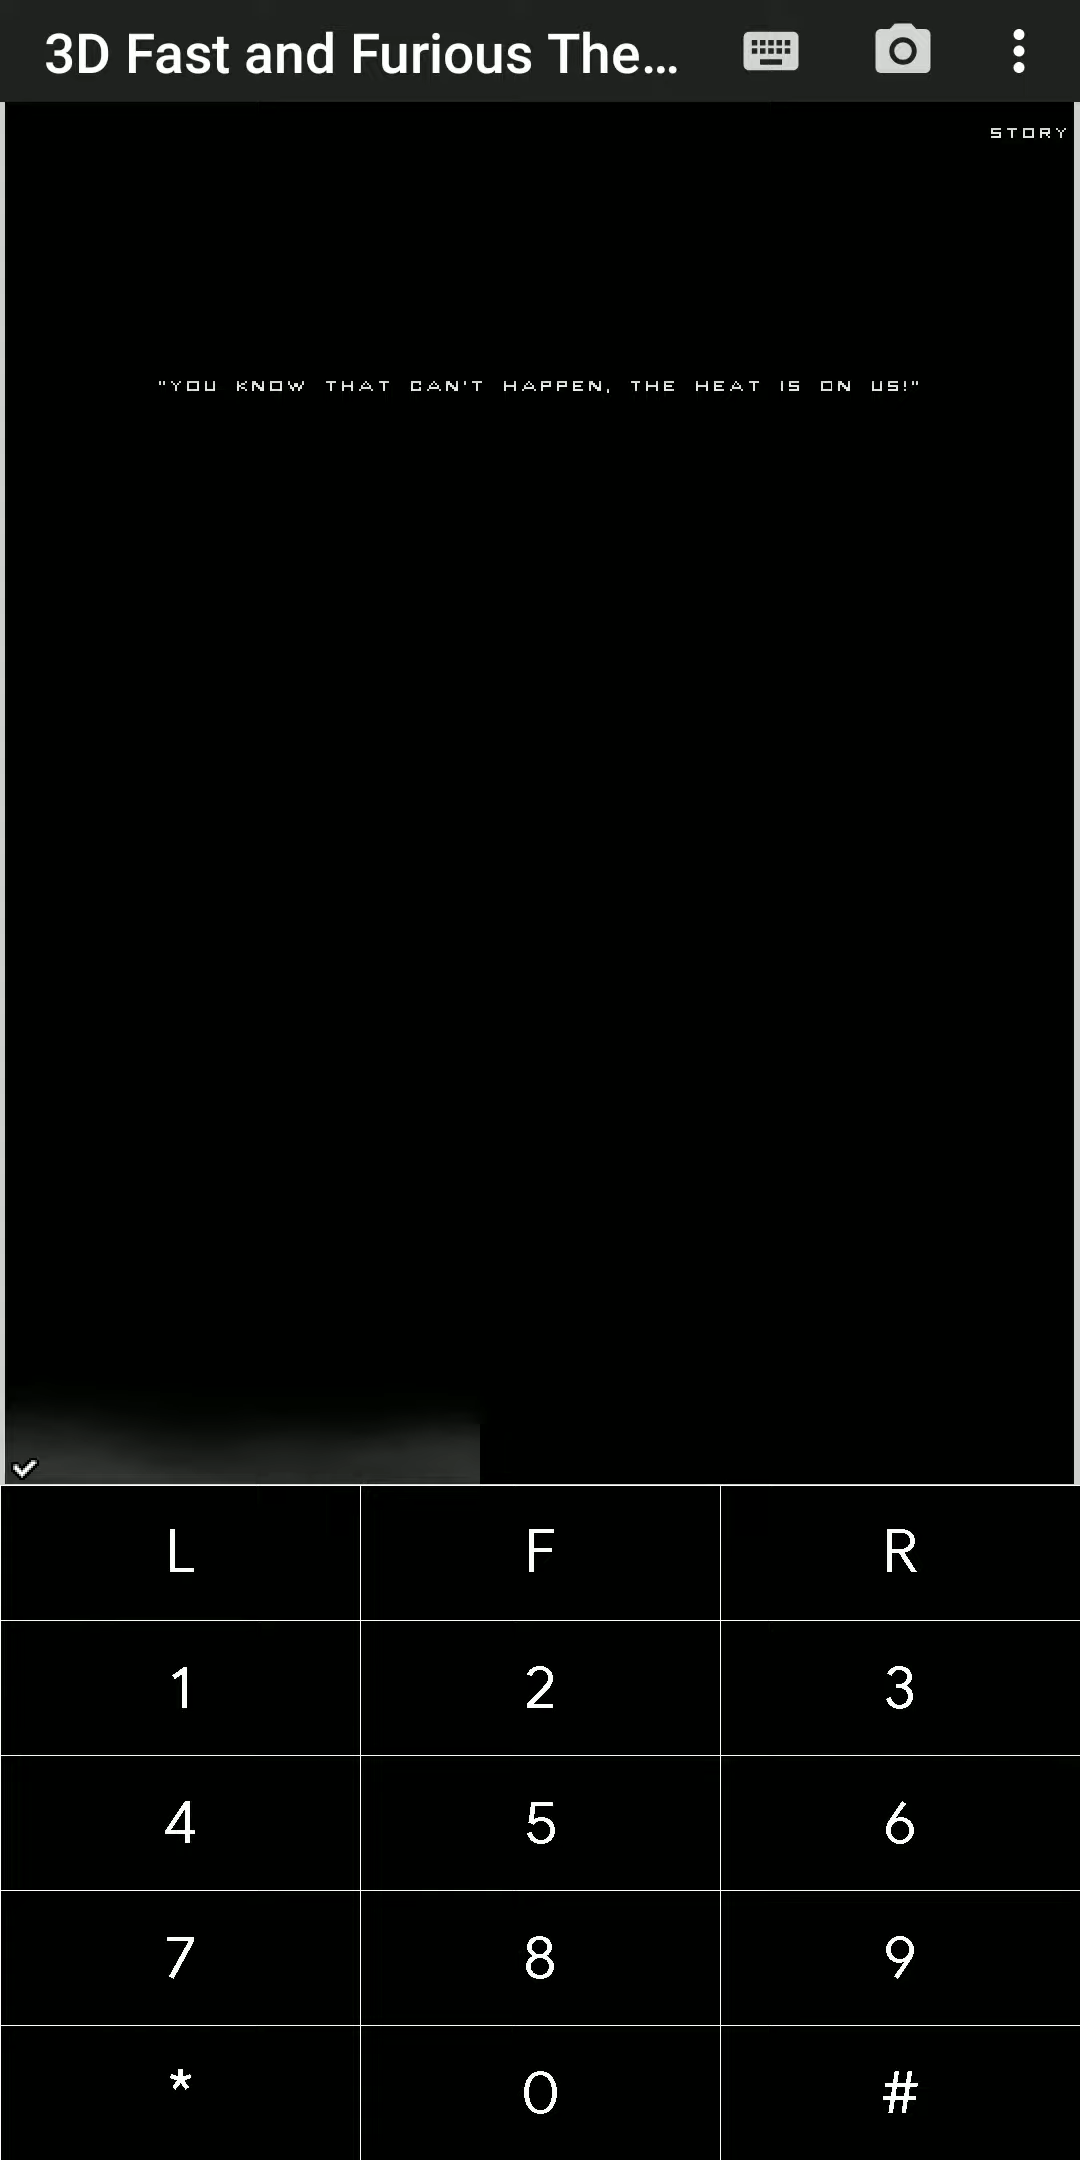 3D Fast and Furious The...
STORY
"YOU KNOW THAT CAN'T HAPPEN, THE HEAT IS ON US!"
L F R
1 2 3
4 5 6
7 8 9
* 0 #